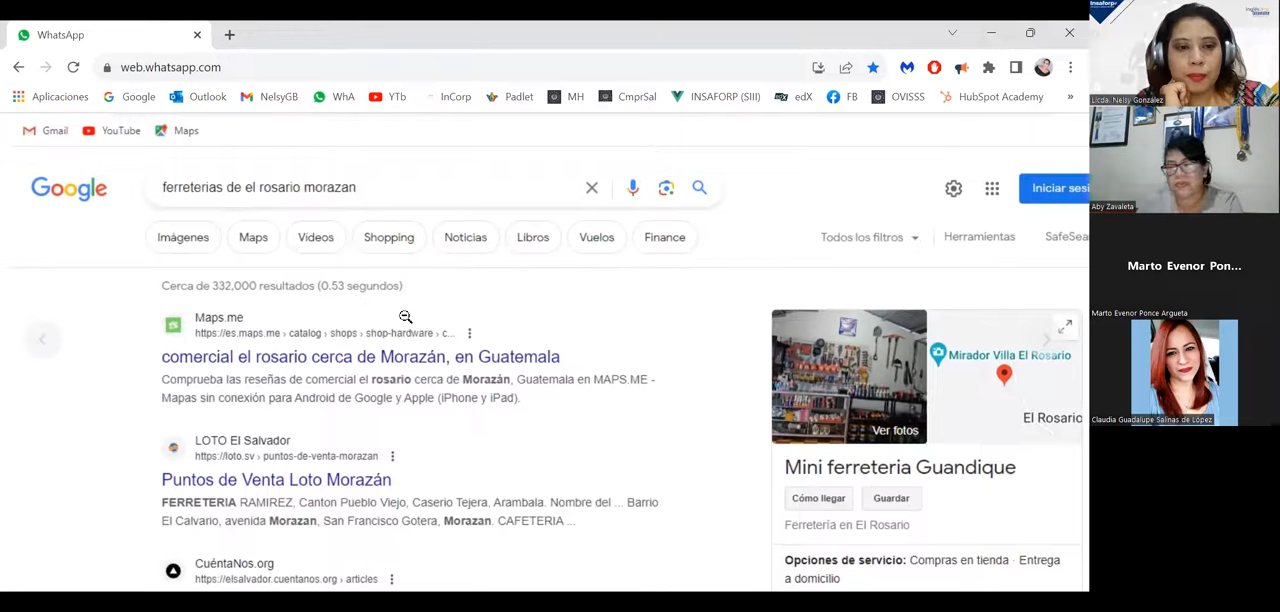 WhatsApp
web.whatsapp.com
Aplicaciones Google Outlook NelsyGB WhA YTb InCorp Padlet MH CmprSal INSAFORP (SIII) edX FB OVISSS HubSpot Academy »
Gmail YouTube Maps
Google ferreterias de el rosario morazan Iniciar sesi
Imágenes Maps Vídeos Shopping Noticias Libros Vuelos Finance Todos los filtros Herramientas SafeSear
Cerca de 332,000 resultados (0.53 segundos)
Maps.me
https://es.maps.me › catalog › shops › shop-hardware › c...
comercial el rosario cerca de Morazán, en Guatemala
Comprueba las reseñas de comercial el rosario cerca de Morazán, Guatemala en MAPS.ME -
Mapas sin conexión para Android de Google y Apple (iPhone y iPad).
LOTO El Salvador
https://loto.sv › puntos-de-venta-morazan
Puntos de Venta Loto Morazán
FERRETERIA RAMIREZ, Canton Pueblo Viejo, Caserio Tejera, Arambala. Nombre del ... Barrio
El Calvario, avenida Morazan, San Francisco Gotera, Morazan. CAFETERIA ...
CuéntaNos.org
https://elsalvador.cuentanos.org › articles
Ver fotos
Mirador Villa El Rosario
El Rosario
Mini ferreteria Guandique
Cómo llegar Guardar
Ferretería en El Rosario
Opciones de servicio: Compras en tienda · Entrega
a domicilio
Insaforp
Licda. Nelsy González
Aby Zavaleta
Marto Evenor Pon...
Marto Evenor Ponce Argueta
Claudia Guadalupe Salinas de López